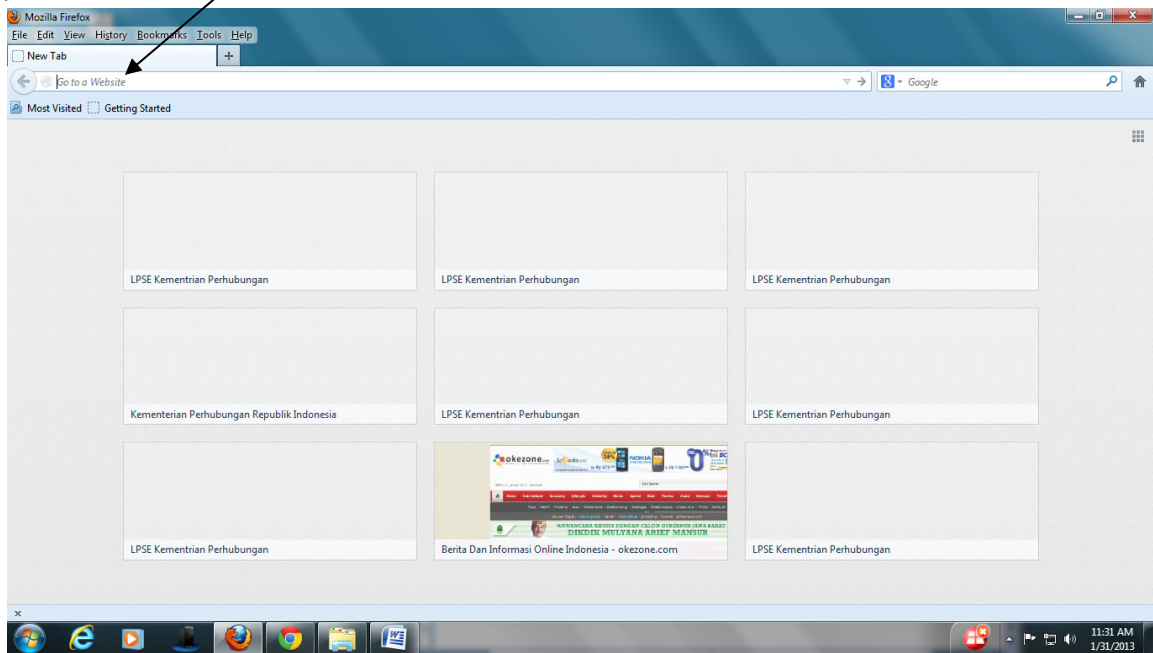 Mozilla Firefox
File Edit View History Bookmarks Tools Help
New Tab
Go to a Website
Google
Most Visited Getting Started
LPSE Kementrian Perhubungan
LPSE Kementrian Perhubungan
LPSE Kementrian Perhubungan
Kementerian Perhubungan Republik Indonesia
LPSE Kementrian Perhubungan
LPSE Kementrian Perhubungan
okezone.com
NOKIA
WAWANCARA KHUSUS DENGAN CALON GUBERNUR JAWA BARAT
DIKDIK MULYANA ARIEF MANSUR
LPSE Kementrian Perhubungan
Berita Dan Informasi Online Indonesia - okezone.com
LPSE Kementrian Perhubungan
11:31 AM
1/31/2013